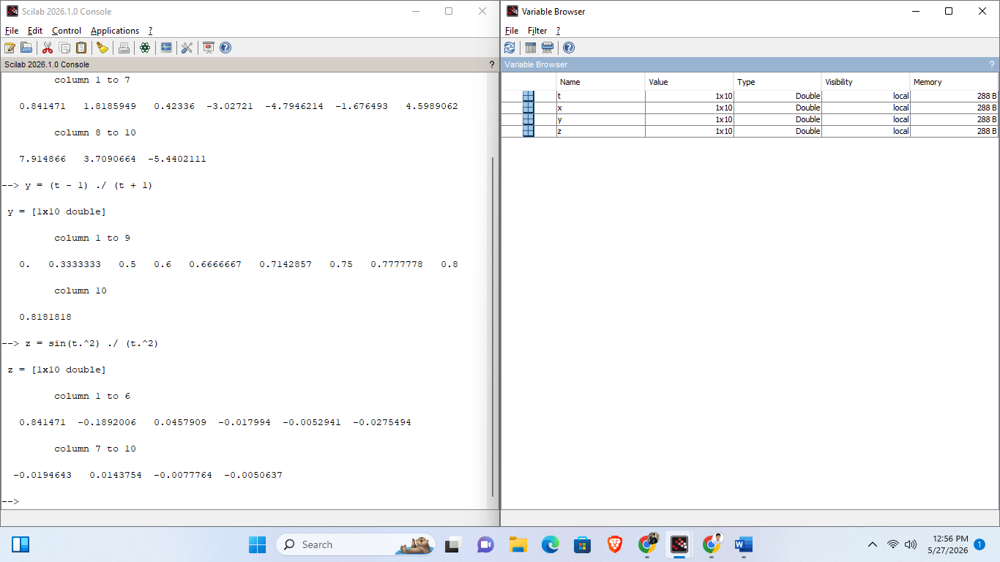 Scilab 2026.1.0 Console
File Edit Control Applications ?
Scilab 2026.1.0 Console ?
column 1 to 7
0.841471 1.8185949 0.42336 -3.02721 -4.7946214 -1.676493 4.5989062
column 8 to 10
7.914866 3.7090664 -5.4402111
--> y = (t - 1) ./ (t + 1)
y = [1x10 double]
column 1 to 9
0. 0.3333333 0.5 0.6 0.6666667 0.7142857 0.75 0.7777778 0.8
column 10
0.8181818
--> z = sin(t.^2) ./ (t.^2)
z = [1x10 double]
column 1 to 6
0.841471 -0.1892006 0.0457909 -0.017994 -0.0052941 -0.0275494
column 7 to 10
-0.0194643 0.0143754 -0.0077764 -0.0050637
-->
Variable Browser
File Filter ?
Variable Browser ?
Name Value Type Visibility Memory
t 1x10 Double local 288 B
x 1x10 Double local 288 B
y 1x10 Double local 288 B
z 1x10 Double local 288 B
Search
12:56 PM
5/27/2026
1